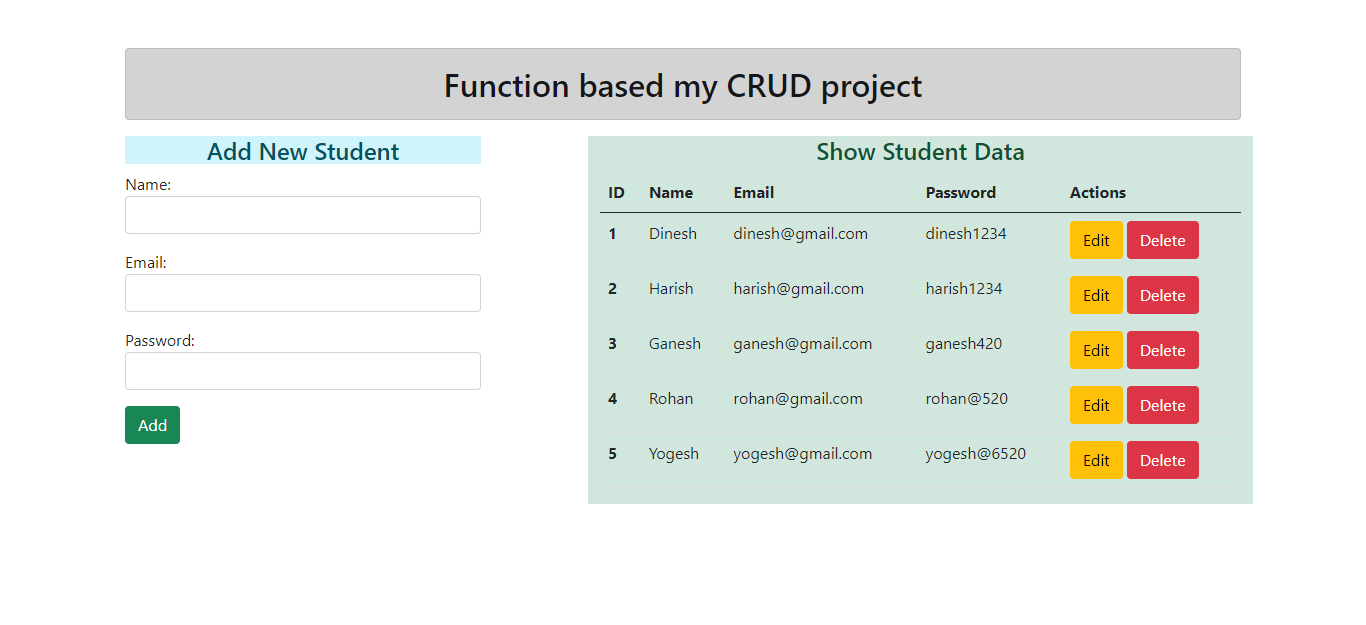 Function based my CRUD project
Add New Student
Name:
Email:
Password:
Add
Show Student Data
ID Name Email Password Actions
1 Dinesh dinesh@gmail.com dinesh1234 Edit Delete
2 Harish harish@gmail.com harish1234 Edit Delete
3 Ganesh ganesh@gmail.com ganesh420 Edit Delete
4 Rohan rohan@gmail.com rohan@520 Edit Delete
5 Yogesh yogesh@gmail.com yogesh@6520 Edit Delete